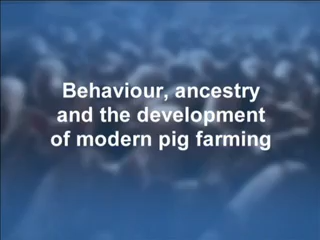 Behaviour, ancestry
and the development
of modern pig farming